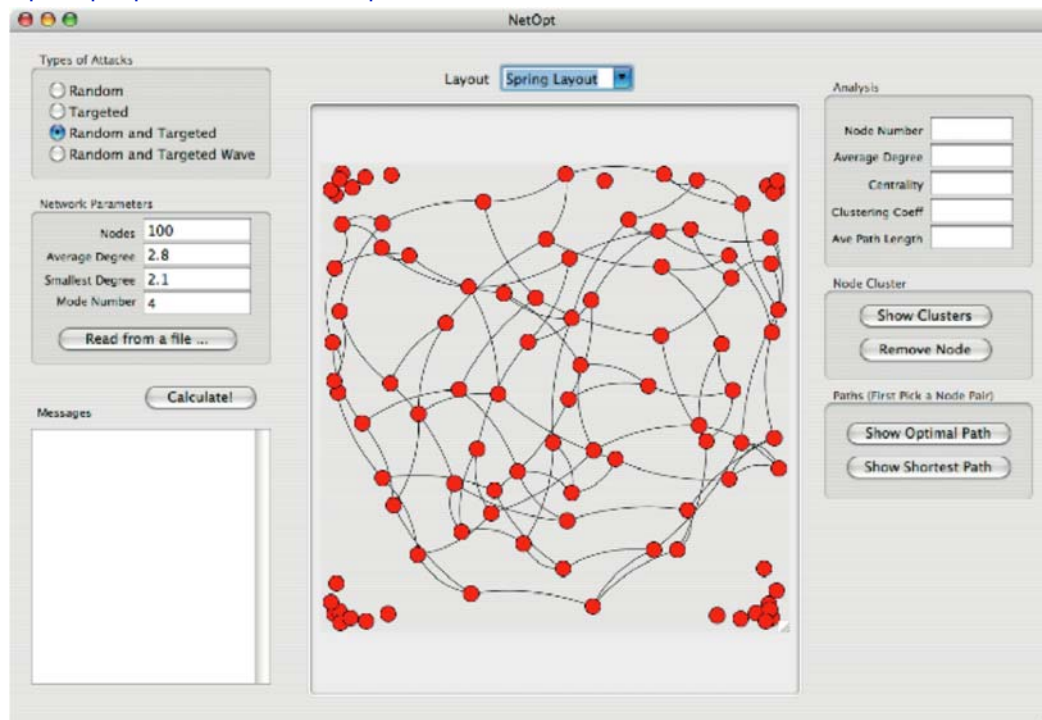 NetOpt
Types of Attacks
Random
Targeted
Random and Targeted
Random and Targeted Wave
Network Parameters
Nodes 100
Average Degree 2.8
Smallest Degree 2.1
Mode Number 4
Read from a file ...
Calculate!
Messages
Layout Spring Layout
Analysis
Node Number
Average Degree
Centrality
Clustering Coeff
Ave Path Length
Node Cluster
Show Clusters
Remove Node
Paths (First Pick a Node Pair)
Show Optimal Path
Show Shortest Path